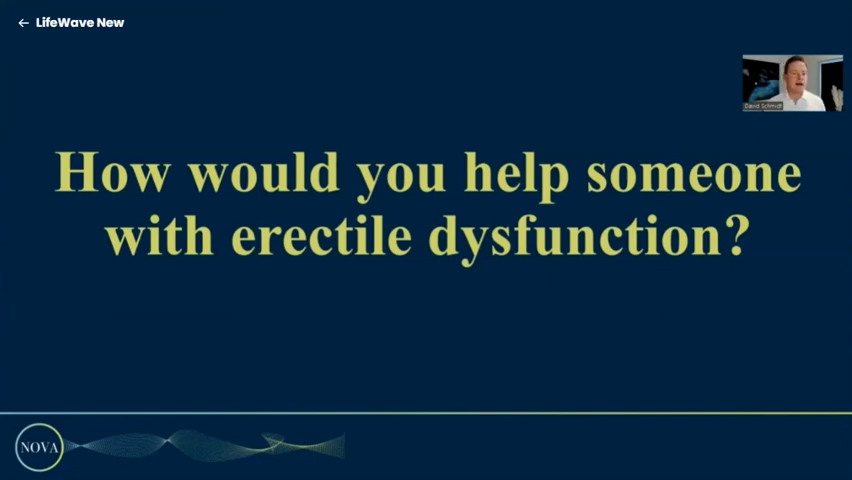 ← LifeWave New
David Schmidt
How would you help someone
with erectile dysfunction?
NOVA